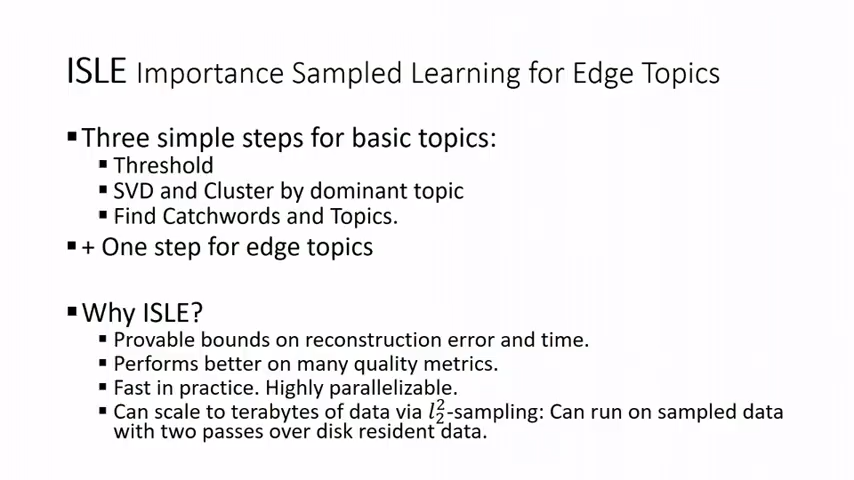 ISLE Importance Sampled Learning for Edge Topics
▪Three simple steps for basic topics:
▪ Threshold
▪ SVD and Cluster by dominant topic
▪ Find Catchwords and Topics.
▪+ One step for edge topics
▪Why ISLE?
▪ Provable bounds on reconstruction error and time.
▪ Performs better on many quality metrics.
▪ Fast in practice. Highly parallelizable.
▪ Can scale to terabytes of data via $l_2^2$-sampling: Can run on sampled data
with two passes over disk resident data.